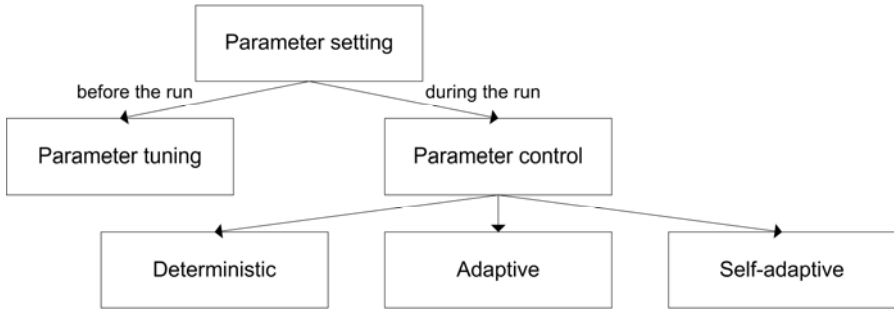 Parameter setting
before the run
during the run
Parameter tuning
Parameter control
Deterministic
Adaptive
Self-adaptive